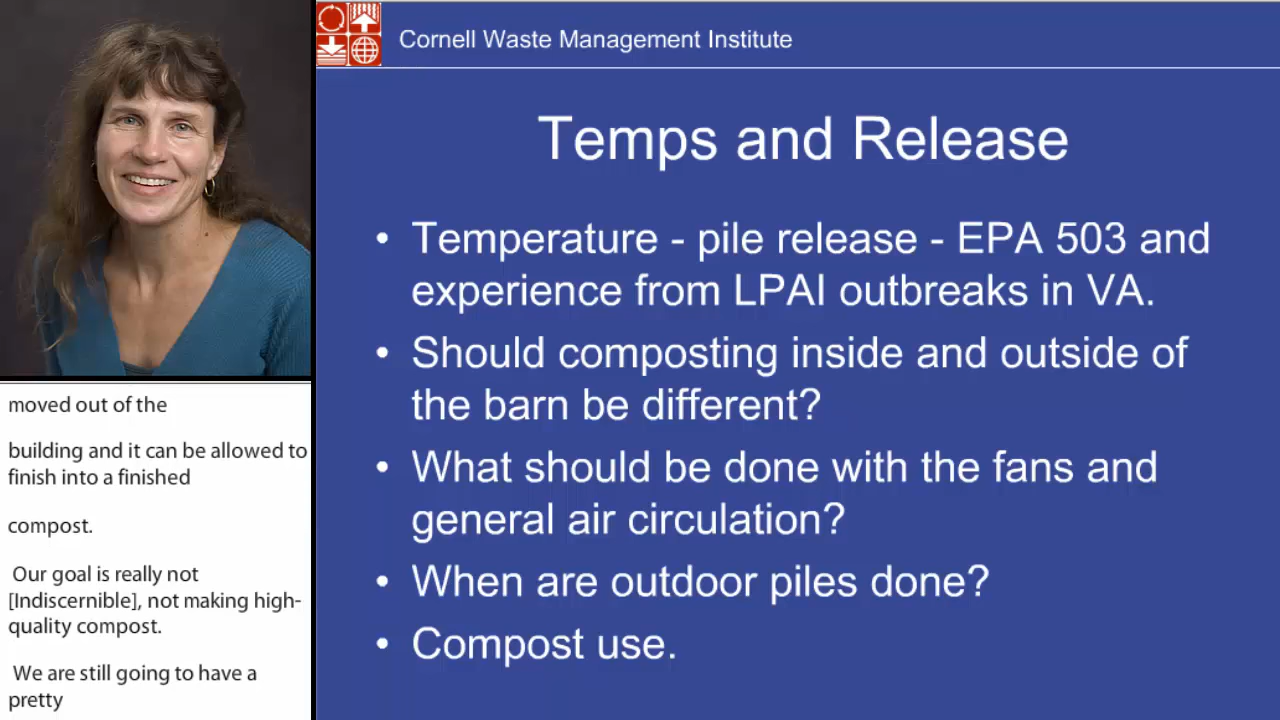 Cornell Waste Management Institute
Temps and Release
• Temperature - pile release - EPA 503 and
experience from LPAI outbreaks in VA.
• Should composting inside and outside of
the barn be different?
• What should be done with the fans and
general air circulation?
• When are outdoor piles done?
• Compost use.
moved out of the
building and it can be allowed to
finish into a finished
compost.
Our goal is really not
[Indiscernible], not making high-
quality compost.
We are still going to have a
pretty